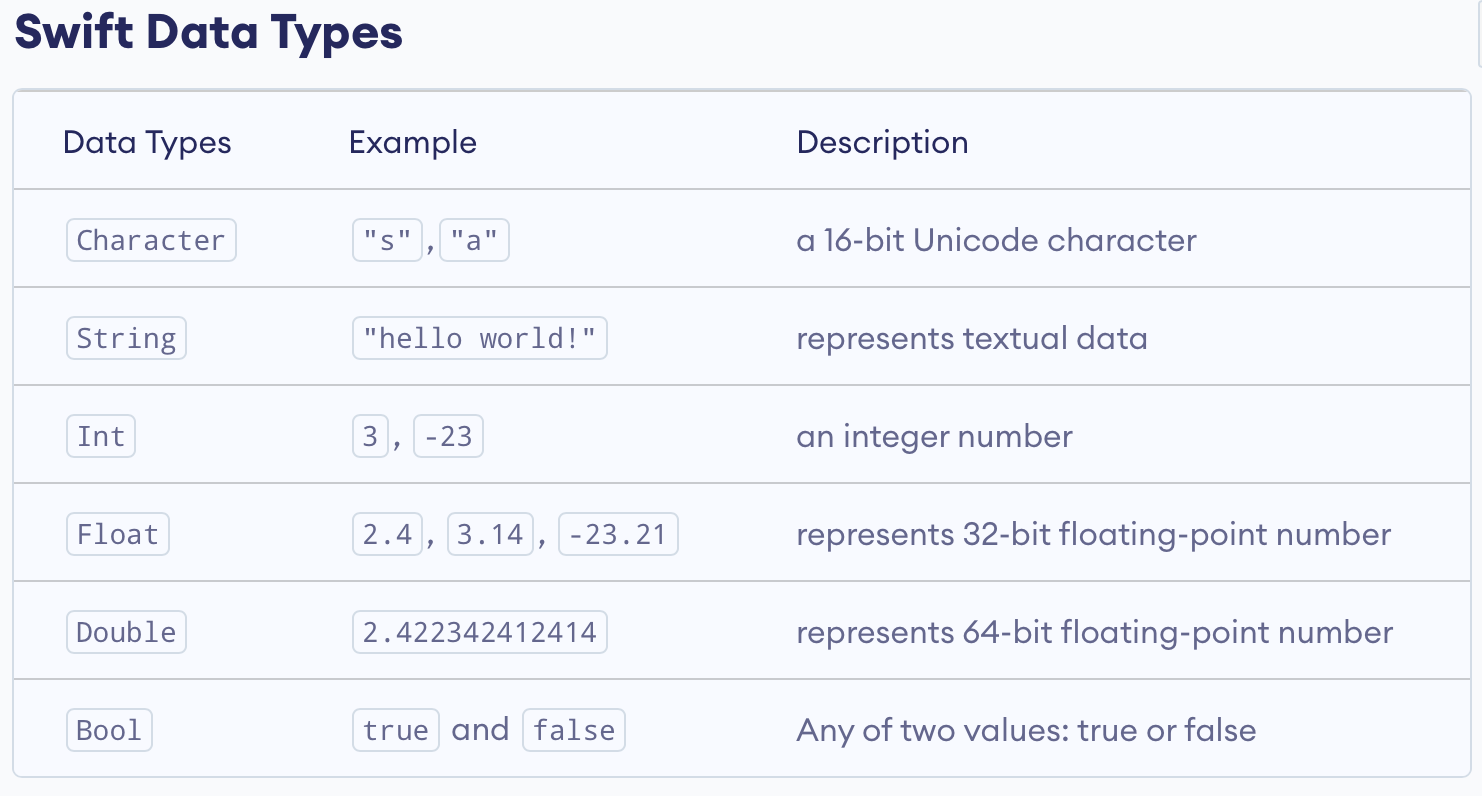 Swift Data Types
Data Types Example Description
Character "s","a" a 16-bit Unicode character
String "hello world!" represents textual data
Int 3, -23 an integer number
Float 2.4, 3.14, -23.21 represents 32-bit floating-point number
Double 2.422342412414 represents 64-bit floating-point number
Bool true and false Any of two values: true or false